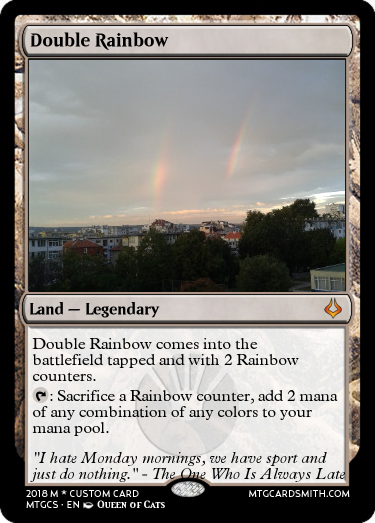 Double Rainbow
Land — Legendary
Double Rainbow comes into the
battlefield tapped and with 2 Rainbow
counters.
: Sacrifice a Rainbow counter, add 2 mana
of any combination of any colors to your
mana pool.
"I hate Monday mornings, we have sport and
just do nothing." - The One Who Is Always Late
2018 M * CUSTOM CARD
MTGCS · EN Queen of Cats
MTGCARDSMITH.COM